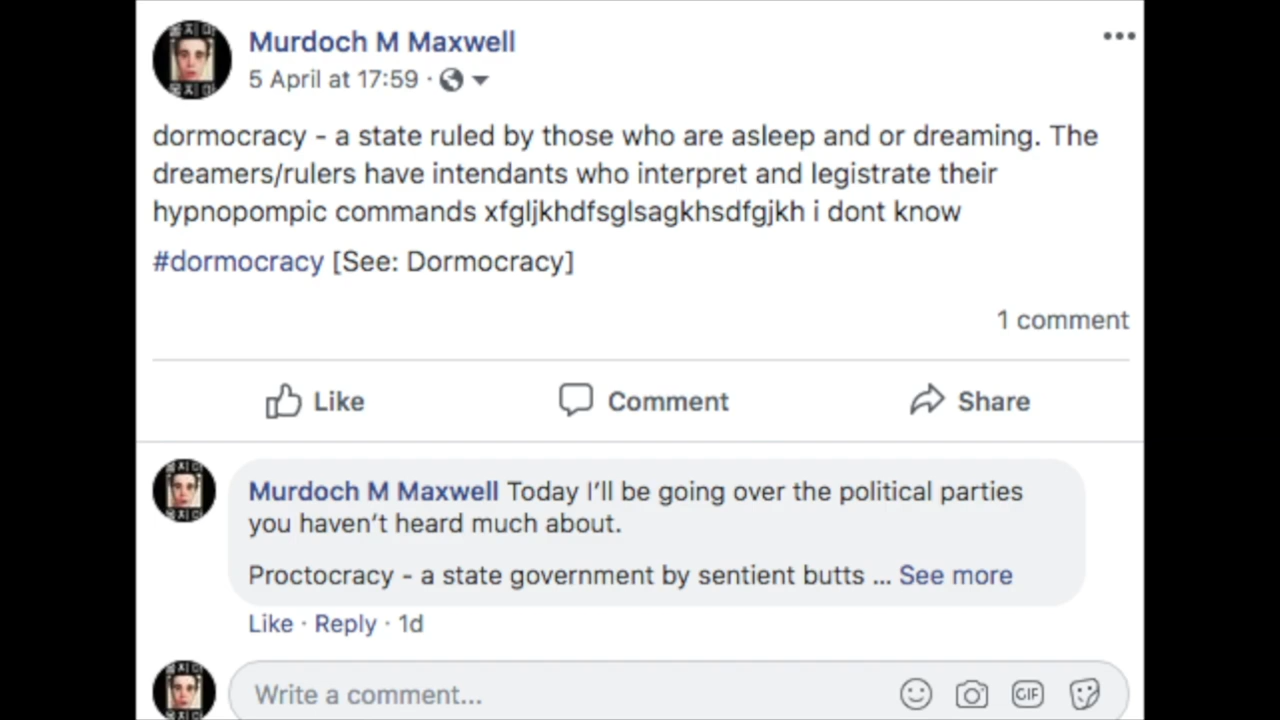 Murdoch M Maxwell
5 April at 17:59 ·
dormocracy - a state ruled by those who are asleep and or dreaming. The
dreamers/rulers have intendants who interpret and legistrate their
hypnopompic commands xfgljkhdfsglsagkhsdfgjkh i dont know
#dormocracy [See: Dormocracy]
1 comment
Like Comment Share
Murdoch M Maxwell Today I’ll be going over the political parties
you haven’t heard much about.
Proctocracy - a state government by sentient butts ... See more
Like · Reply · 1d
Write a comment...
GIF